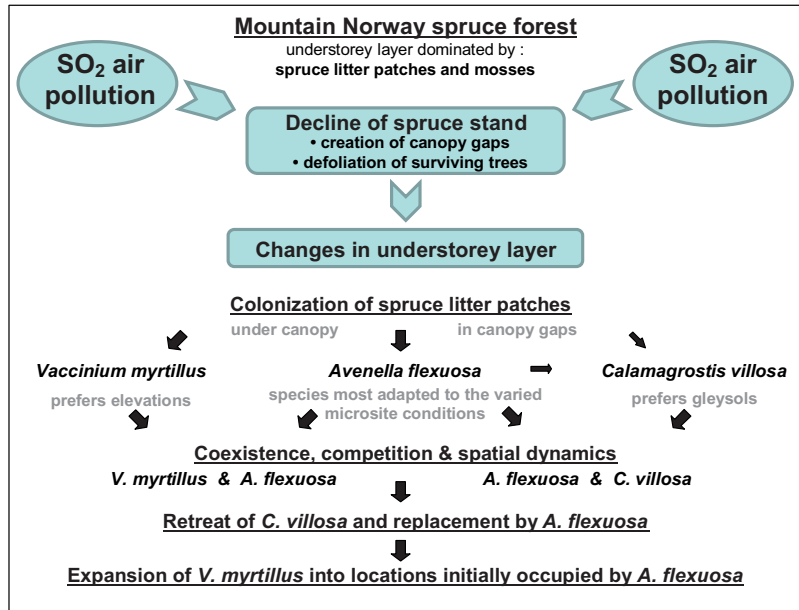 Mountain Norway spruce forest
understorey layer dominated by :
spruce litter patches and mosses
SO₂ air
pollution
SO₂ air
pollution
Decline of spruce stand
• creation of canopy gaps
• defoliation of surviving trees
Changes in understorey layer
Colonization of spruce litter patches
under canopy
in canopy gaps
Vaccinium myrtillus
Avenella flexuosa
Calamagrostis villosa
prefers elevations
species most adapted to the varied
microsite conditions
prefers gleysols
Coexistence, competition & spatial dynamics
V. myrtillus & A. flexuosa
A. flexuosa & C. villosa
Retreat of C. villosa and replacement by A. flexuosa
Expansion of V. myrtillus into locations initially occupied by A. flexuosa